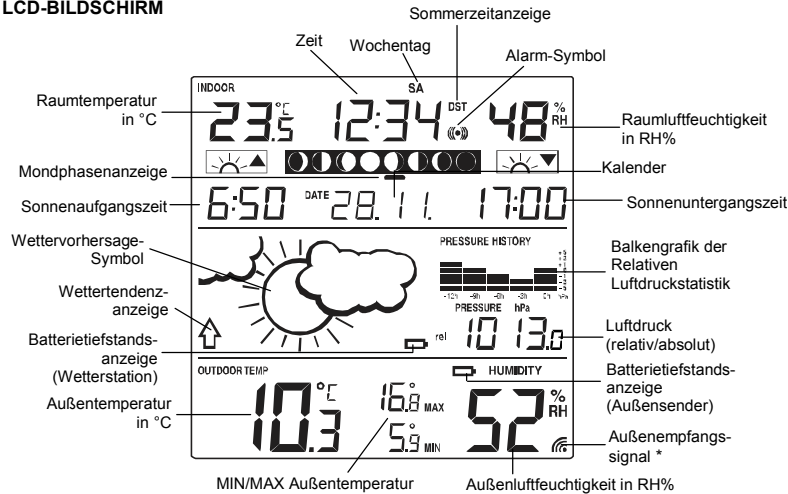 LCD-BILDSCHIRM
Sommerzeitanzeige
Zeit
Wochentag
Alarm-Symbol
INDOOR
SA
Raumtemperatur
in °C
23.5 °C
12:34
DST
48 % RH
Raumluftfeuchtigkeit
in RH%
Mondphasenanzeige
Kalender
Sonnenaufgangszeit
6:50
DATE 28.11.
17:00
Sonnenuntergangszeit
Wettervorhersage-
Symbol
PRESSURE HISTORY
Balkengrafik der
Relativen
Luftdruckstatistik
-12h -9h -6h -3h 0h hPa
Wettertendenz-
anzeige
PRESSURE hPa
rel 1013.0
Luftdruck
(relativ/absolut)
Batterietiefstands-
anzeige
(Wetterstation)
OUTDOOR TEMP
HUMIDITY
Batterietiefstands-
anzeige
(Außensender)
Außentemperatur
in °C
10.3 °C
16.8 ° MAX
5.9 ° MIN
52 % RH
Außenempfangs-
signal *
MIN/MAX Außentemperatur
Außenluftfeuchtigkeit in RH%